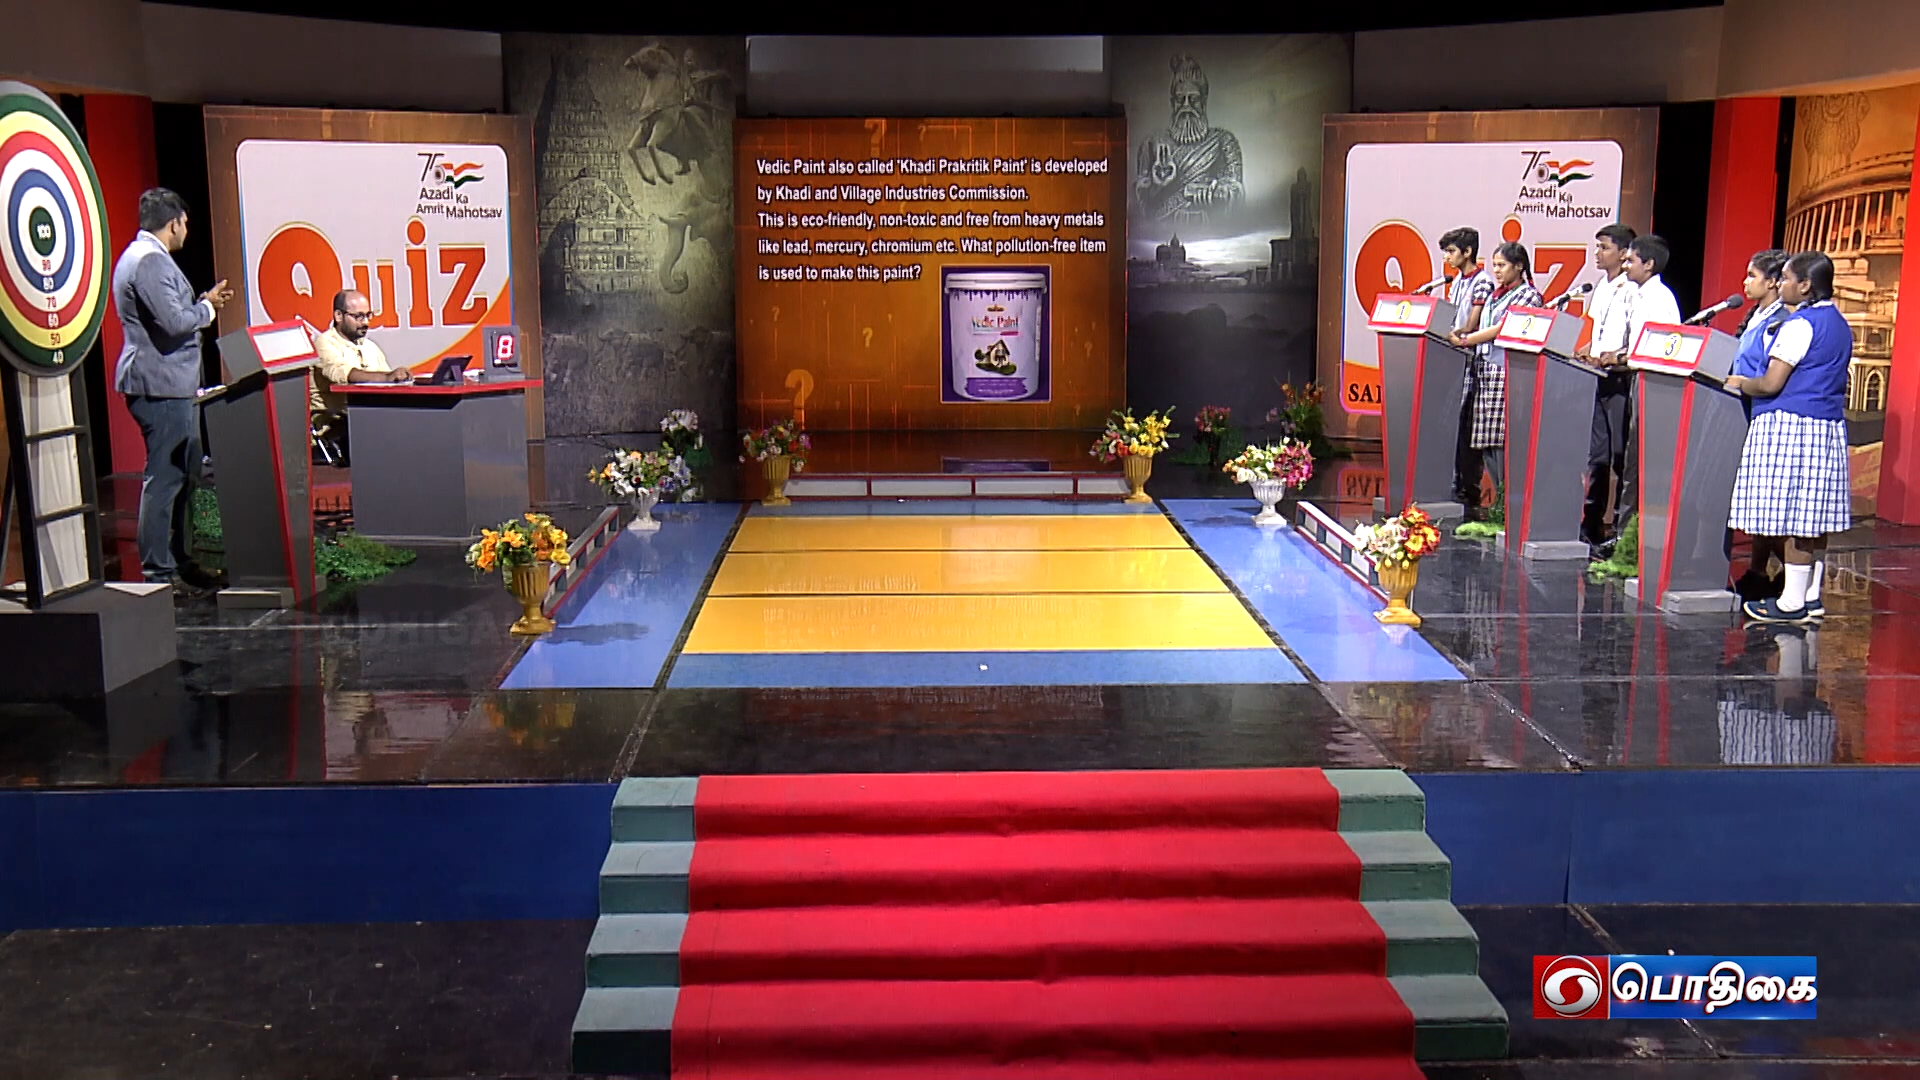 Vedic Paint also called 'Khadi Prakritik Paint' is developed
by Khadi and Village Industries Commission.
This is eco-friendly, non-toxic and free from heavy metals
like lead, mercury, chromium etc. What pollution-free item
is used to make this paint?
Vedic Paint
75
Azadi Ka
Amrit Mahotsav
Quiz
75
Azadi Ka
Amrit Mahotsav
Quiz
100
90
80
70
60
50
40
8
1
2
3
பொதிகை